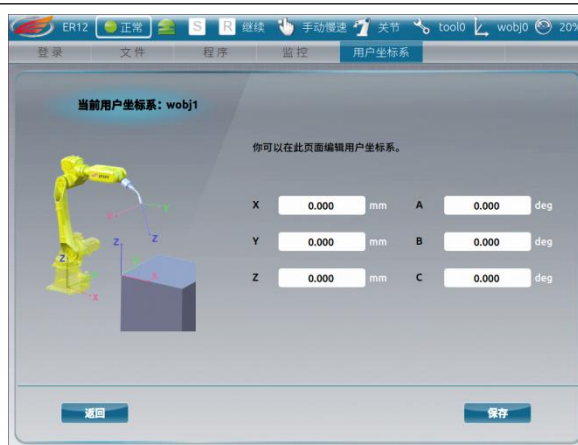 ER12 正常 S R 继续 手动慢速 关节 tool0 wobj0 20%
登录 文件 程序 监控 用户坐标系
当前用户坐标系：wobj1
你可以在此页面编辑用户坐标系。
X 0.000 mm A 0.000 deg
Y 0.000 mm B 0.000 deg
Z 0.000 mm C 0.000 deg
Z
Y
X
Z
Z
Y
X
Z
X
返回 保存